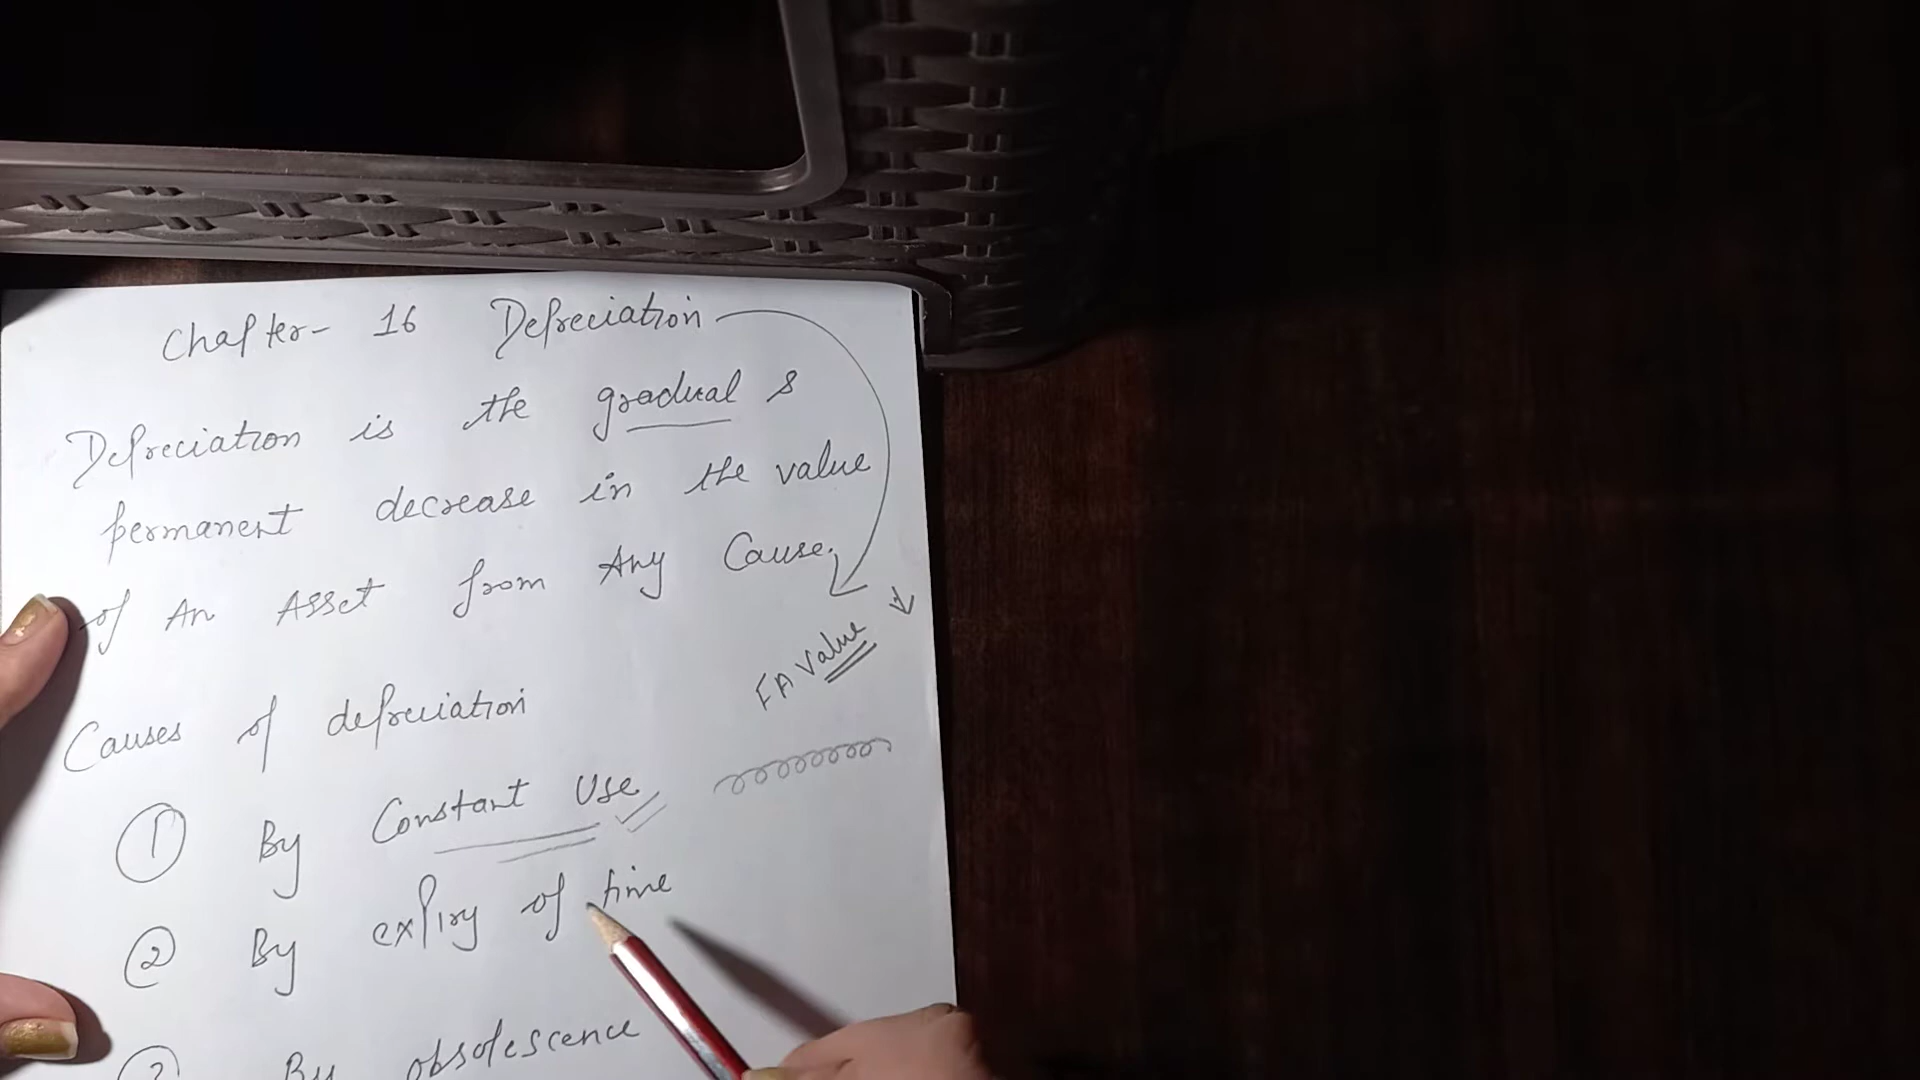 Chapter- 16 Depreciation
Depreciation is the gradual &
permanent decrease in the value
of An Asset from Any Cause.
FA Value
Causes of depreciation
① By Constant Use
② By expiry of time
By obsolescence